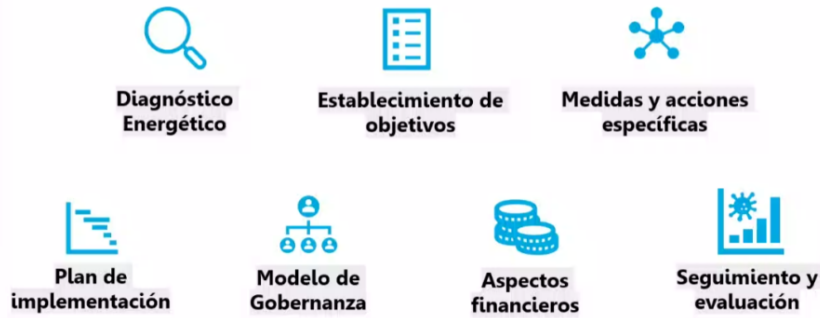 Diagnóstico
Energético
Establecimiento de
objetivos
Medidas y acciones
específicas
Plan de
implementación
Modelo de
Gobernanza
Aspectos
financieros
Seguimiento y
evaluación